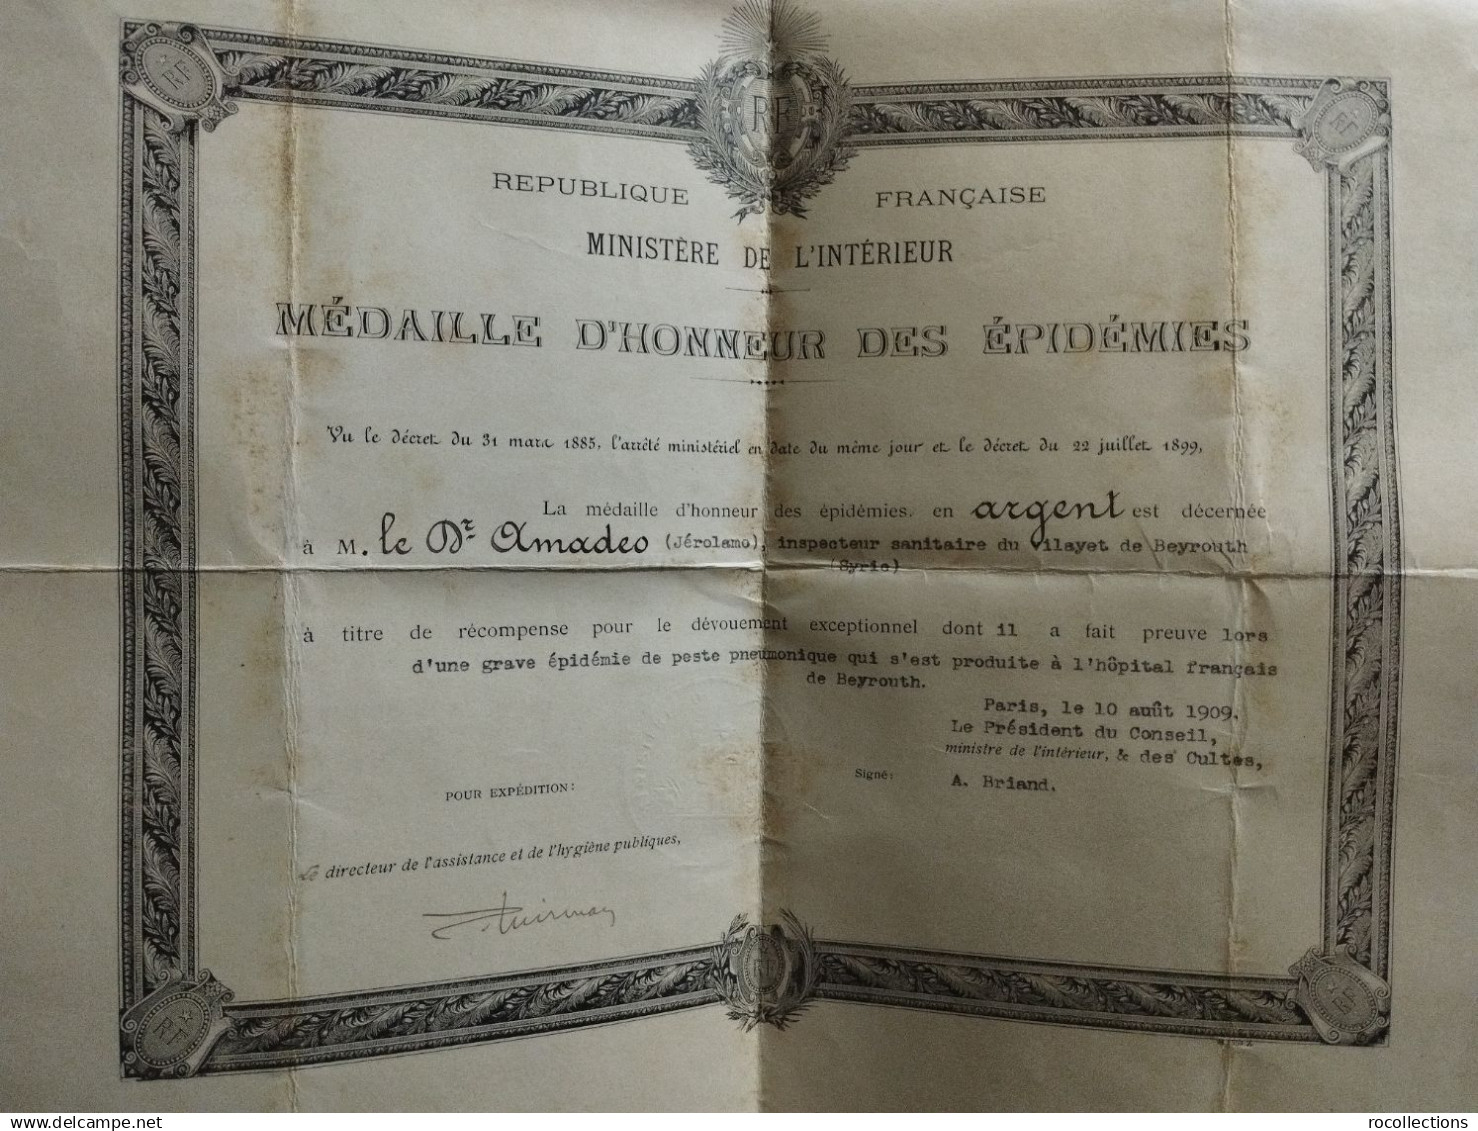 RF
RF
RF
REPUBLIQUE FRANÇAISE
MINISTÈRE DE L'INTÉRIEUR
MÉDAILLE D'HONNEUR DES ÉPIDÉMIES
Vu le décret du 31 mars 1885, l'arrêté ministériel en date du même jour et le décret du 22 juillet 1899,
La médaille d'honneur des épidémies, en argent est décernée
à M. le Dr Amadeo (Jérolamo), inspecteur sanitaire du Vilayet de Beyrouth
(Syrie)
à titre de récompense pour le dévouement exceptionnel dont il a fait preuve lors
d'une grave épidémie de peste pneumonique qui s'est produite à l'hôpital français
de Beyrouth.
Paris, le 10 août 1909.
Le Président du Conseil,
ministre de l'intérieur, & des Cultes,
Signé: A. Briand.
POUR EXPÉDITION:
Le directeur de l'assistance et de l'hygiène publiques,
RF
RF
RF
delcampe.net
rocollections